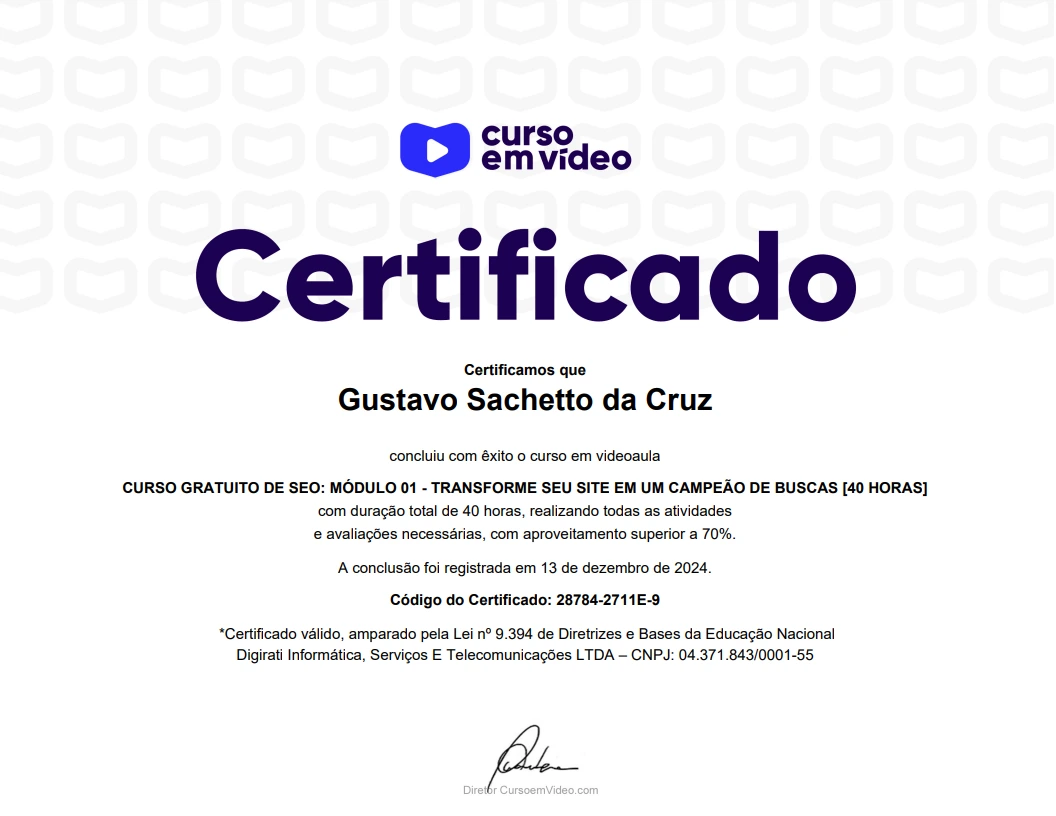 curso
em vídeo
Certificado
Certificamos que
Gustavo Sachetto da Cruz
concluiu com êxito o curso em videoaula
CURSO GRATUITO DE SEO: MÓDULO 01 - TRANSFORME SEU SITE EM UM CAMPEÃO DE BUSCAS [40 HORAS]
com duração total de 40 horas, realizando todas as atividades
e avaliações necessárias, com aproveitamento superior a 70%.
A conclusão foi registrada em 13 de dezembro de 2024.
Código do Certificado: 28784-2711E-9
*Certificado válido, amparado pela Lei nº 9.394 de Diretrizes e Bases da Educação Nacional
Digirati Informática, Serviços E Telecomunicações LTDA – CNPJ: 04.371.843/0001-55
Diretor CursoemVideo.com